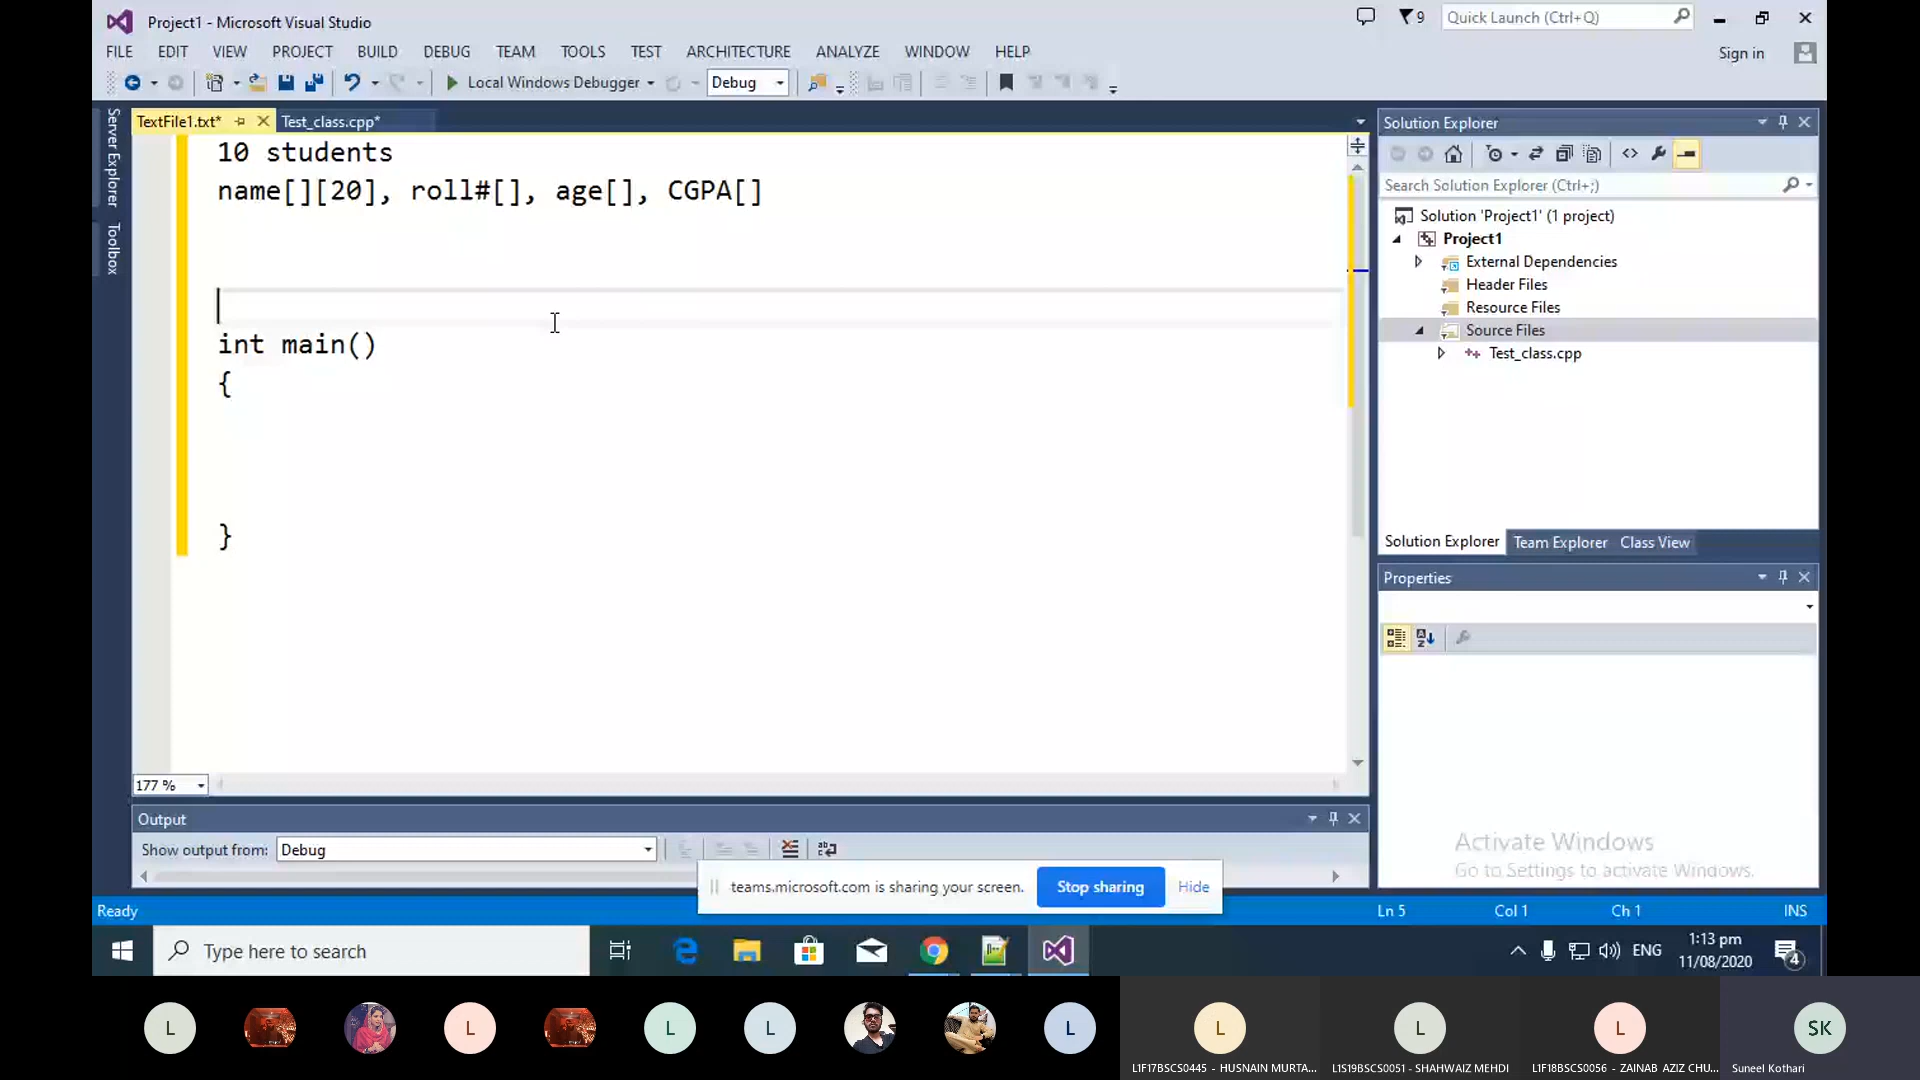 Project1 - Microsoft Visual Studio
9
Quick Launch (Ctrl+Q)
FILE EDIT VIEW PROJECT BUILD DEBUG TEAM TOOLS TEST ARCHITECTURE ANALYZE WINDOW HELP
Sign in
Local Windows Debugger
Debug
Server Explorer
Toolbox
TextFile1.txt*
Test_class.cpp*
10 students
name[][20], roll#[], age[], CGPA[]
int main()
{
}
177 %
Solution Explorer
Search Solution Explorer (Ctrl+;)
Solution 'Project1' (1 project)
Project1
External Dependencies
Header Files
Resource Files
Source Files
Test_class.cpp
Solution Explorer Team Explorer Class View
Properties
Output
Show output from: Debug
Activate Windows
Go to Settings to activate Windows.
teams.microsoft.com is sharing your screen. Stop sharing Hide
Ready
Ln 5 Col 1 Ch 1 INS
Type here to search
ENG
1:13 pm
11/08/2020
4
L L L L L L L L SK
L1F17BSCS0445 - HUSNAIN MURTA...
L1S19BSCS0051 - SHAHWAIZ MEHDI
L1F18BSCS0056 - ZAINAB AZIZ CHU...
Suneel Kothari